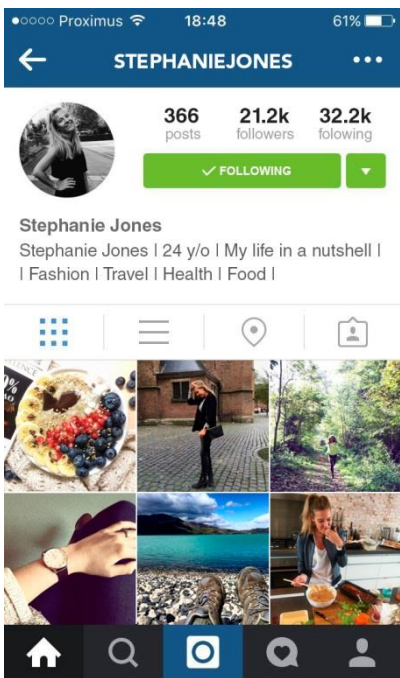 Proximus 18:48 61%
STEPHANIEJONES
366 21.2k 32.2k
posts followers folowing
FOLLOWING
Stephanie Jones
Stephanie Jones | 24 y/o | My life in a nutshell |
| Fashion | Travel | Health | Food |